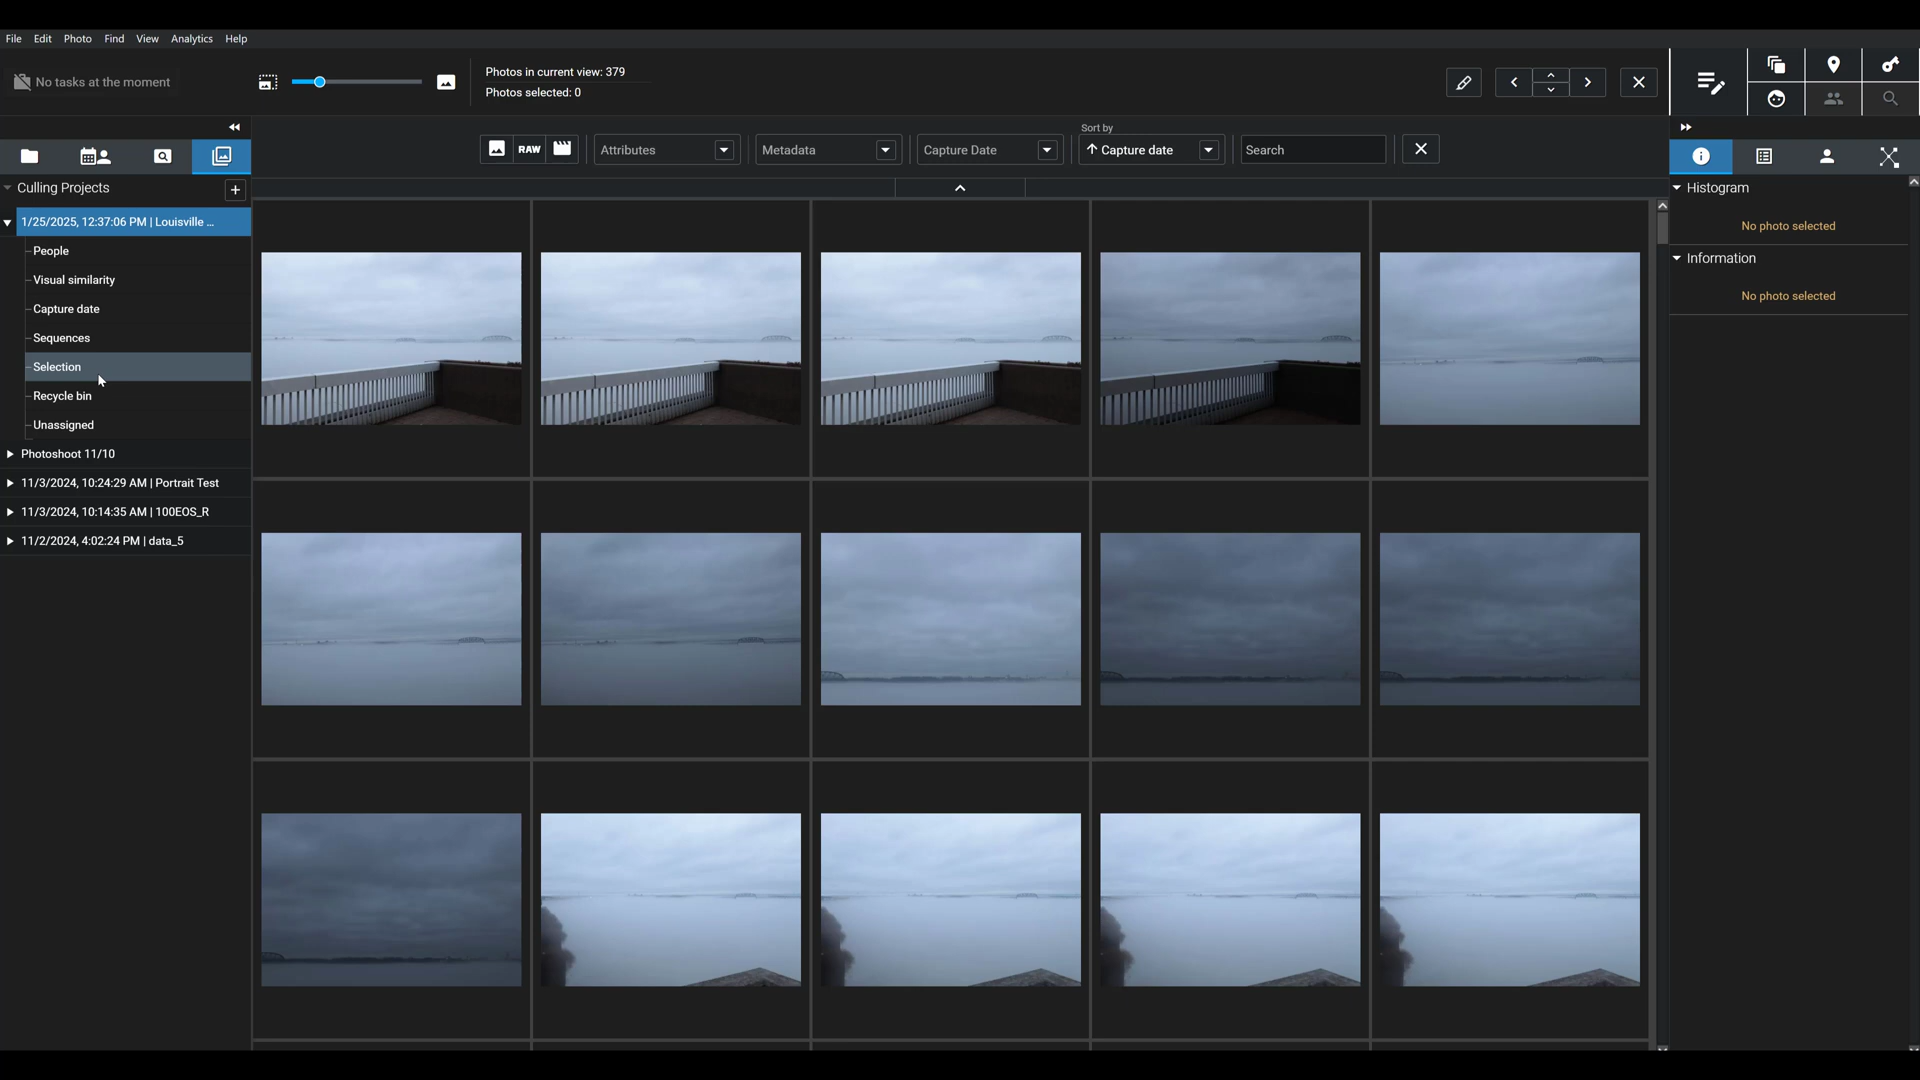 File Edit Photo Find View Analytics Help
No tasks at the moment
Photos in current view: 379
Photos selected: 0
Sort by
RAW Attributes Metadata Capture Date Capture date Search
Culling Projects
1/25/2025, 12:37:06 PM | Louisville ...
People
Visual similarity
Capture date
Sequences
Selection
Recycle bin
Unassigned
Photoshoot 11/10
11/3/2024, 10:24:29 AM | Portrait Test
11/3/2024, 10:14:35 AM | 100EOS_R
11/2/2024, 4:02:24 PM | data_5
Histogram
No photo selected
Information
No photo selected